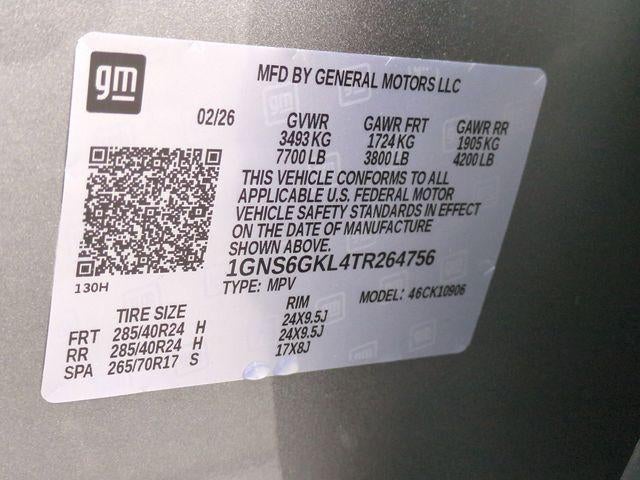 gm
MFD BY GENERAL MOTORS LLC
02/26 GVWR GAWR FRT GAWR RR
3493 KG 1724 KG 1905 KG
7700 LB 3800 LB 4200 LB
THIS VEHICLE CONFORMS TO ALL
APPLICABLE U.S. FEDERAL MOTOR
VEHICLE SAFETY STANDARDS IN EFFECT
ON THE DATE OF MANUFACTURE
SHOWN ABOVE.
1GNS6GKL4TR264756
130H
TYPE: MPV MODEL: 46CK10906
TIRE SIZE RIM
FRT 285/40R24 H 24X9.5J
RR 285/40R24 H 24X9.5J
SPA 265/70R17 S 17X8J